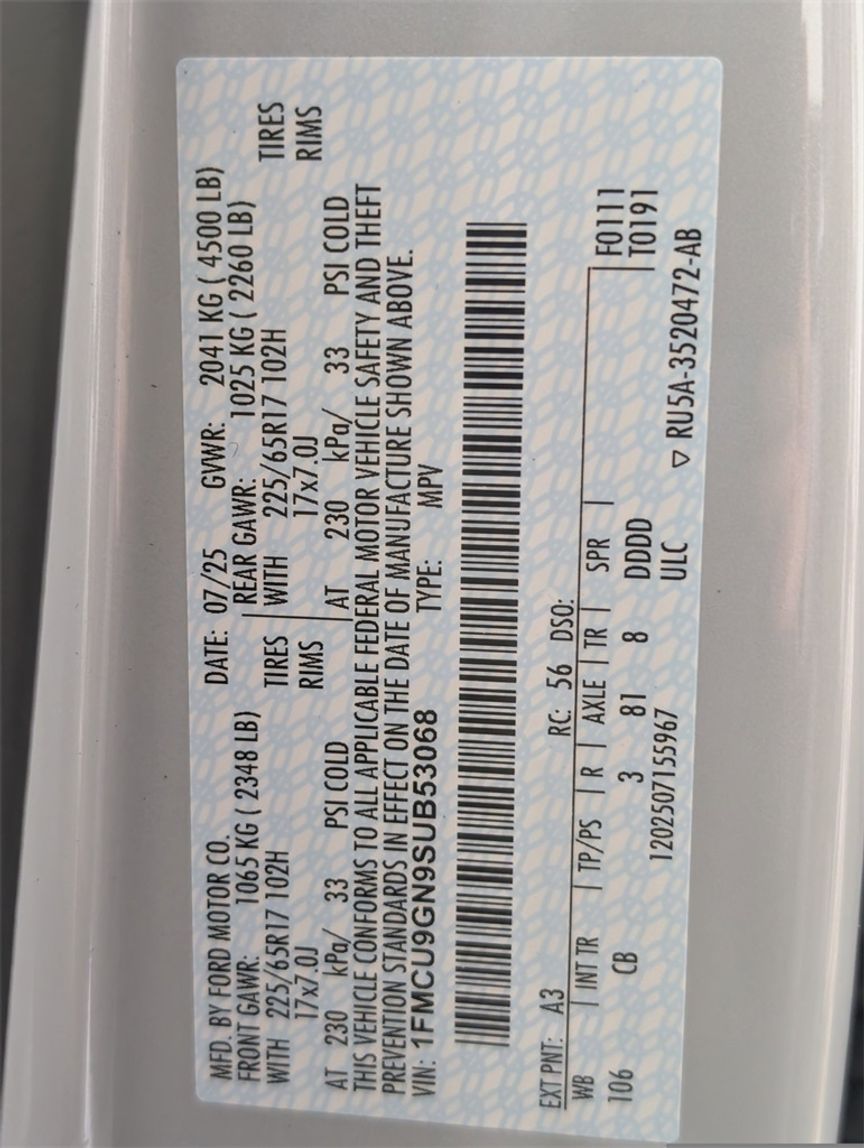 MFD. BY FORD MOTOR CO. DATE: 07/25 GVWR: 2041 KG ( 4500 LB)
FRONT GAWR: 1065 KG ( 2348 LB) REAR GAWR: 1025 KG ( 2260 LB)
WITH 225/65R17 102H TIRES WITH 225/65R17 102H TIRES
17x7.0J RIMS 17x7.0J RIMS
AT 230 kPa/ 33 PSI COLD AT 230 kPa/ 33 PSI COLD
THIS VEHICLE CONFORMS TO ALL APPLICABLE FEDERAL MOTOR VEHICLE SAFETY AND THEFT
PREVENTION STANDARDS IN EFFECT ON THE DATE OF MANUFACTURE SHOWN ABOVE.
VIN: 1FMCU9GN9SUB53068 TYPE: MPV
EXT PNT: A3 RC: 56 DSO:
WB | INT TR | TP/PS | R | AXLE | TR | SPR | F0111
106 CB 3 81 8 DDDD T0191
1202507155967 ULC ▽ RU5A-3520472-AB